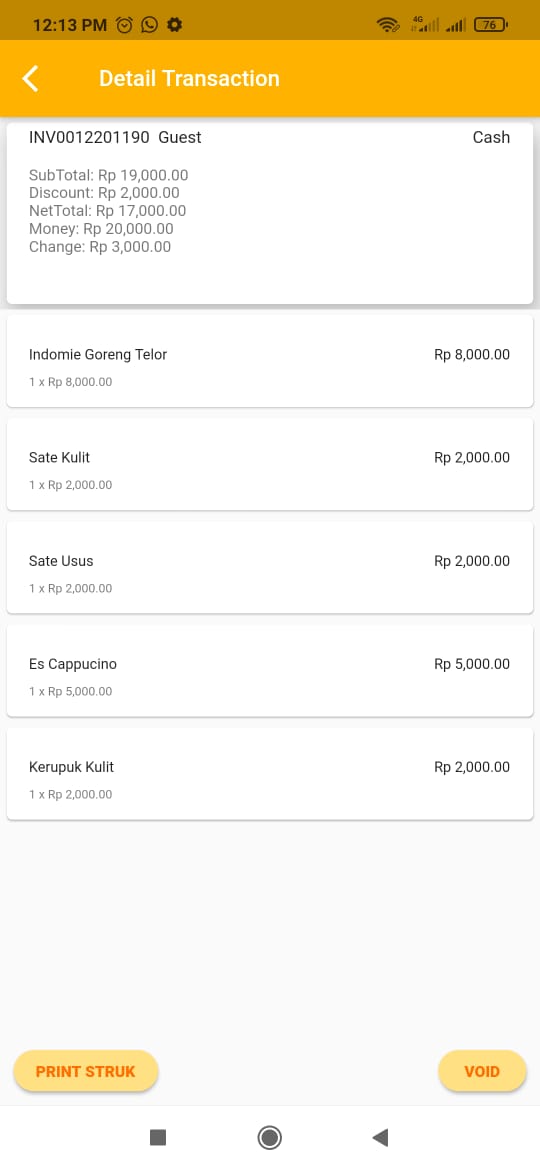 12:13 PM 4G 76
Detail Transaction
INV0012201190 Guest Cash
SubTotal: Rp 19,000.00
Discount: Rp 2,000.00
NetTotal: Rp 17,000.00
Money: Rp 20,000.00
Change: Rp 3,000.00
Indomie Goreng Telor Rp 8,000.00
1 x Rp 8,000.00
Sate Kulit Rp 2,000.00
1 x Rp 2,000.00
Sate Usus Rp 2,000.00
1 x Rp 2,000.00
Es Cappucino Rp 5,000.00
1 x Rp 5,000.00
Kerupuk Kulit Rp 2,000.00
1 x Rp 2,000.00
PRINT STRUK VOID